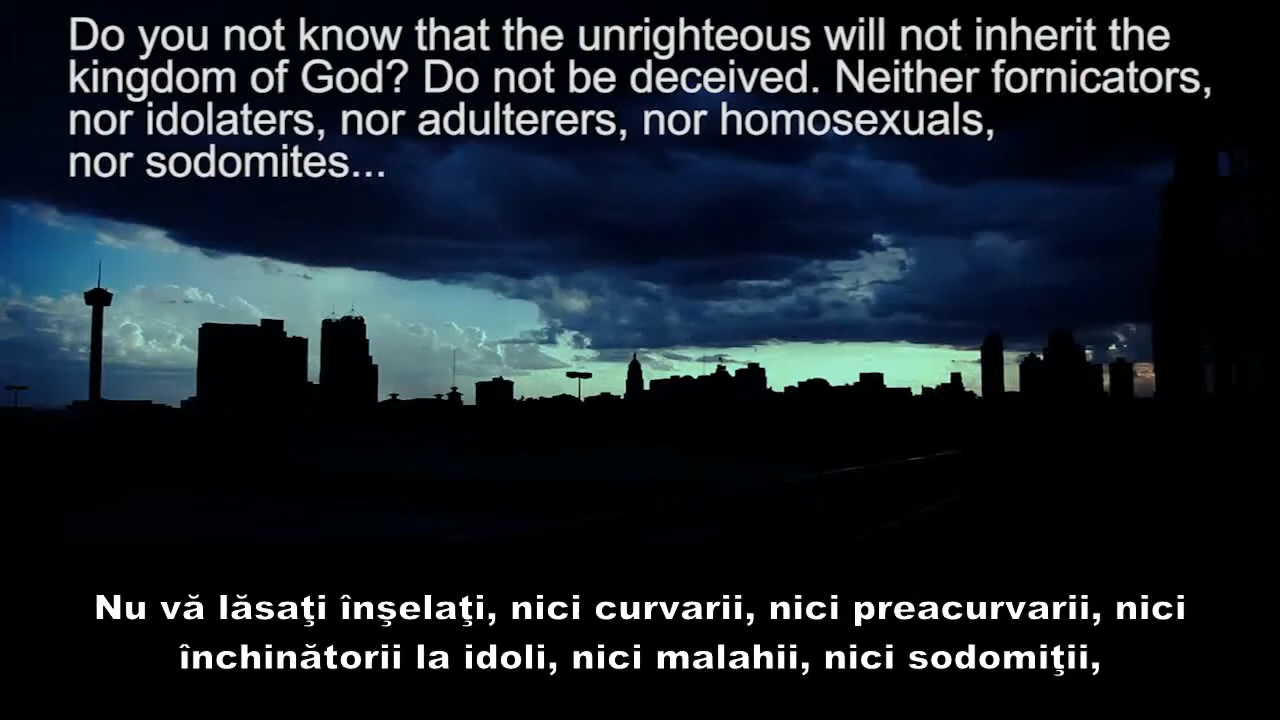 Do you not know that the unrighteous will not inherit the
kingdom of God? Do not be deceived. Neither fornicators,
nor idolaters, nor adulterers, nor homosexuals,
nor sodomites...
Nu vă lăsaţi înşelaţi, nici curvarii, nici preacurvarii, nici
închinătorii la idoli, nici malahii, nici sodomiţii,